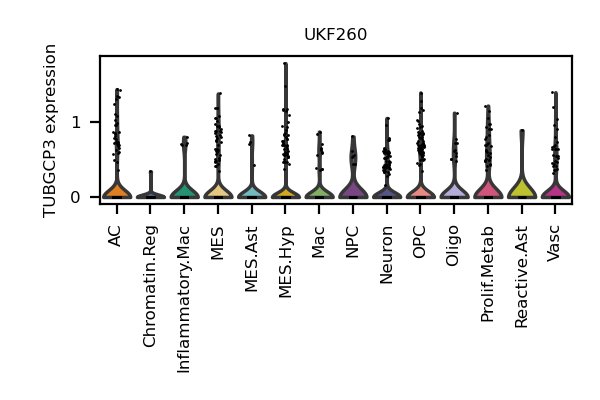 UKF260
TUBGCP3 expression
1
0
AC
Chromatin.Reg
Inflammatory.Mac
MES
MES.Ast
MES.Hyp
Mac
NPC
Neuron
OPC
Oligo
Prolif.Metab
Reactive.Ast
Vasc